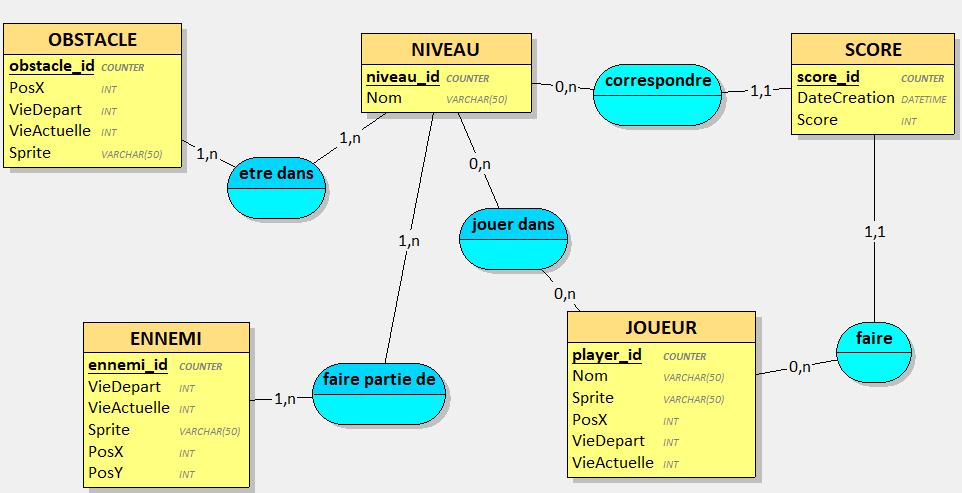 OBSTACLE
obstacle_id COUNTER
PosX INT
VieDepart INT
VieActuelle INT
Sprite VARCHAR(50)
NIVEAU
niveau_id COUNTER
Nom VARCHAR(50)
SCORE
score_id COUNTER
DateCreation DATETIME
Score INT
0,n
correspondre
1,1
1,n
etre dans
1,n
0,n
jouer dans
0,n
1,n
1,1
ENNEMI
ennemi_id COUNTER
VieDepart INT
VieActuelle INT
Sprite VARCHAR(50)
PosX INT
PosY INT
1,n
faire partie de
JOUEUR
player_id COUNTER
Nom VARCHAR(50)
Sprite VARCHAR(50)
PosX INT
VieDepart INT
VieActuelle INT
0,n
faire